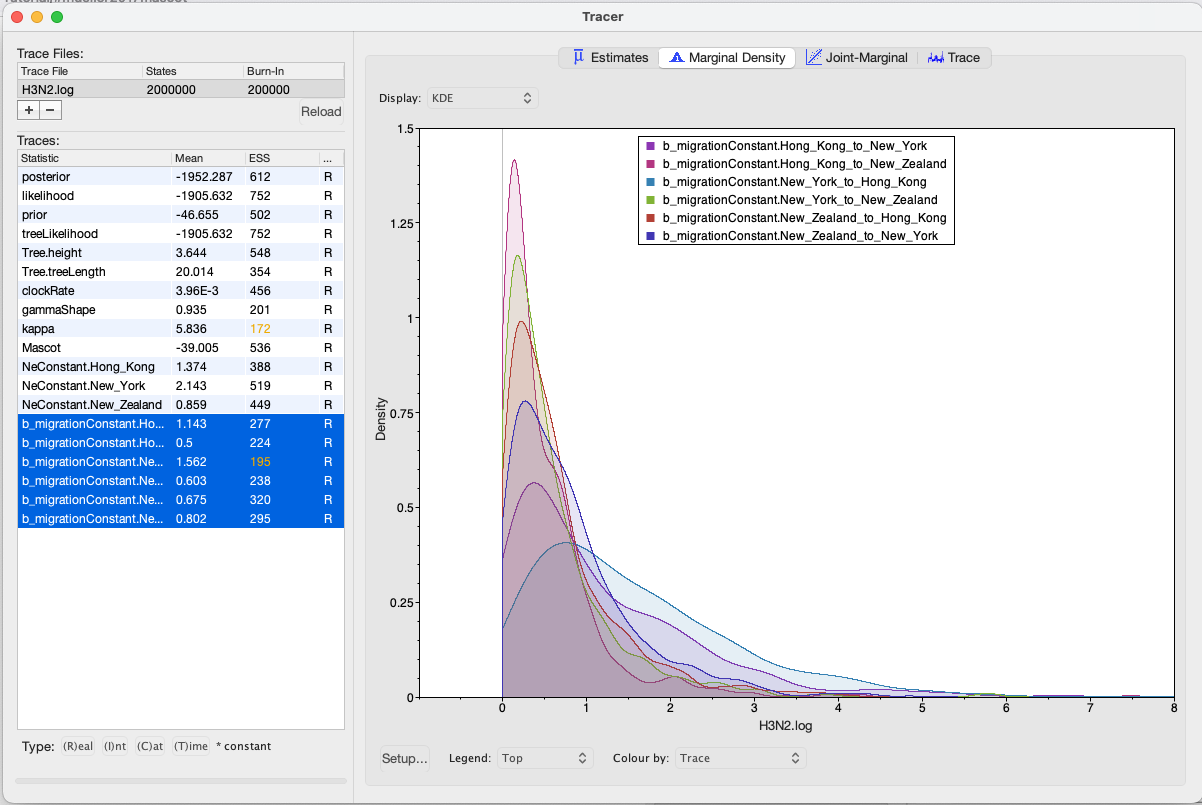 Tracer
Trace Files:
Trace File States Burn-In
H3N2.log 2000000 200000
+ −
Reload
Traces:
Statistic Mean ESS ...
posterior -1952.287 612 R
likelihood -1905.632 752 R
prior -46.655 502 R
treeLikelihood -1905.632 752 R
Tree.height 3.644 548 R
Tree.treeLength 20.014 354 R
clockRate 3.96E-3 456 R
gammaShape 0.935 201 R
kappa 5.836 172 R
Mascot -39.005 536 R
NeConstant.Hong_Kong 1.374 388 R
NeConstant.New_York 2.143 519 R
NeConstant.New_Zealand 0.859 449 R
b_migrationConstant.Ho... 1.143 277 R
b_migrationConstant.Ho... 0.5 224 R
b_migrationConstant.Ne... 1.562 195 R
b_migrationConstant.Ne... 0.603 238 R
b_migrationConstant.Ne... 0.675 320 R
b_migrationConstant.Ne... 0.802 295 R
Type: (R)eal (I)nt (C)at (T)ime * constant
μ Estimates Marginal Density Joint-Marginal Trace
Display: KDE
1.5
1.25
1
0.75
0.5
0.25
0
Density
b_migrationConstant.Hong_Kong_to_New_York
b_migrationConstant.Hong_Kong_to_New_Zealand
b_migrationConstant.New_York_to_Hong_Kong
b_migrationConstant.New_York_to_New_Zealand
b_migrationConstant.New_Zealand_to_Hong_Kong
b_migrationConstant.New_Zealand_to_New_York
0 1 2 3 4 5 6 7 8
H3N2.log
Setup... Legend: Top Colour by: Trace